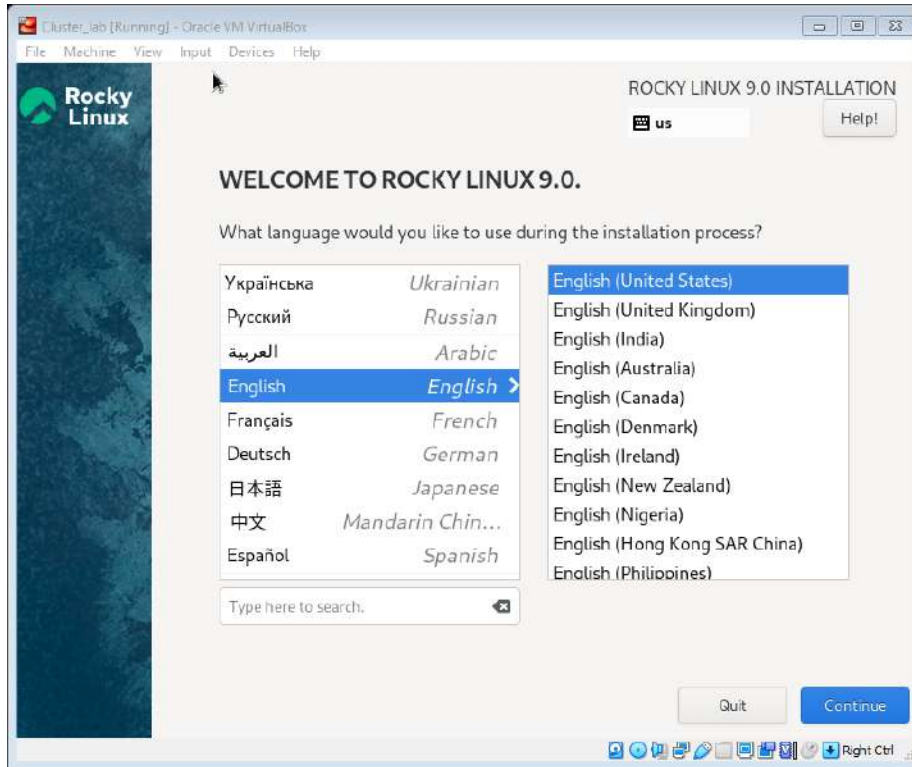 Cluster_lab [Running] - Oracle VM VirtualBox
File Machine View Input Devices Help
Rocky
Linux
ROCKY LINUX 9.0 INSTALLATION
us
Help!
WELCOME TO ROCKY LINUX 9.0.
What language would you like to use during the installation process?
Українська Ukrainian
Русский Russian
العربية Arabic
English English
Français French
Deutsch German
日本語 Japanese
中文 Mandarin Chin...
Español Spanish
Type here to search.
English (United States)
English (United Kingdom)
English (India)
English (Australia)
English (Canada)
English (Denmark)
English (Ireland)
English (New Zealand)
English (Nigeria)
English (Hong Kong SAR China)
English (Philippines)
Quit
Continue
Right Ctrl